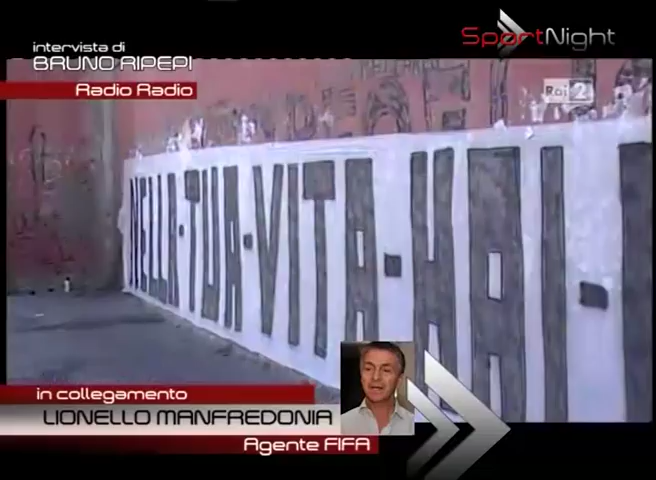 intervista di
BRUNO RIPEPI
Radio Radio
SportNight
Rai 2
NELLA-TUA-VITA-HAI-
in collegamento
LIONELLO MANFREDONIA
Agente FIFA